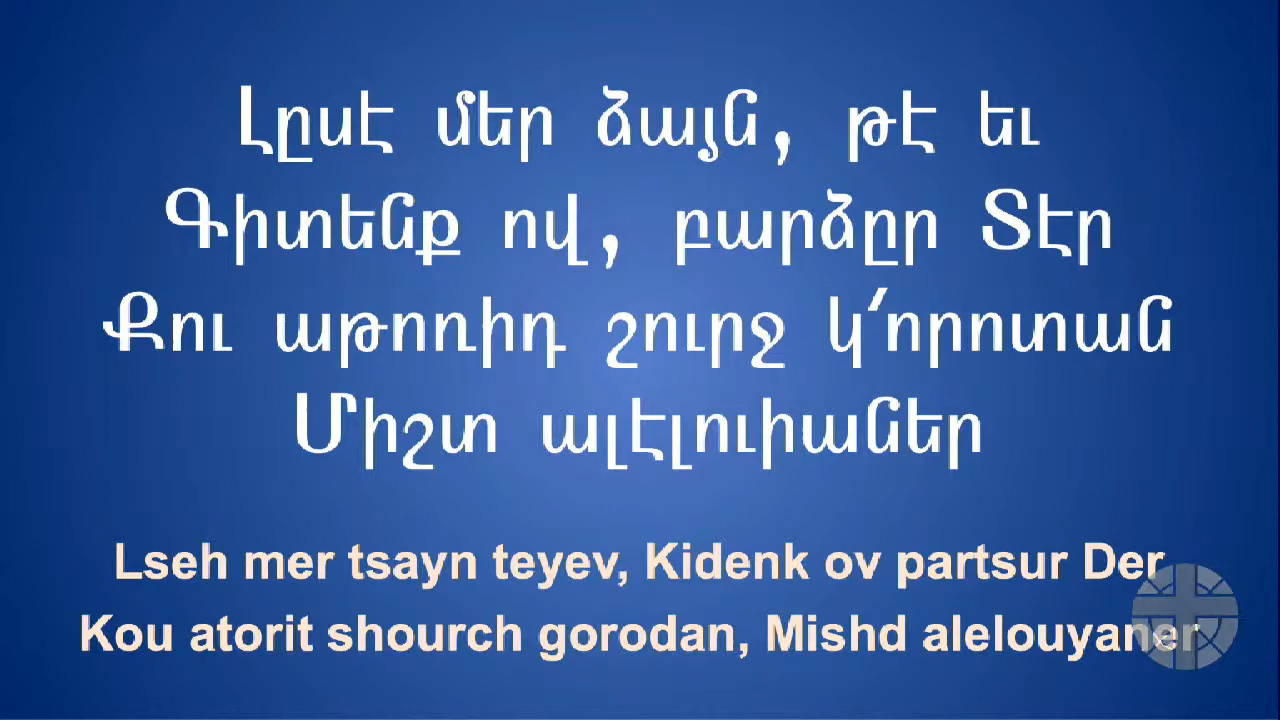 Լըսէ մեր ձայն, թէ եւ
Գիտենք ով, բարձըր Տէր
Քու աթոռիդ շուրջ կ՛որոտան
Միշտ ալէլուիաներ
Lseh mer tsayn teyev, Kidenk ov partsur Der
Kou atorit shourch gorodan, Mishd alelouyaner